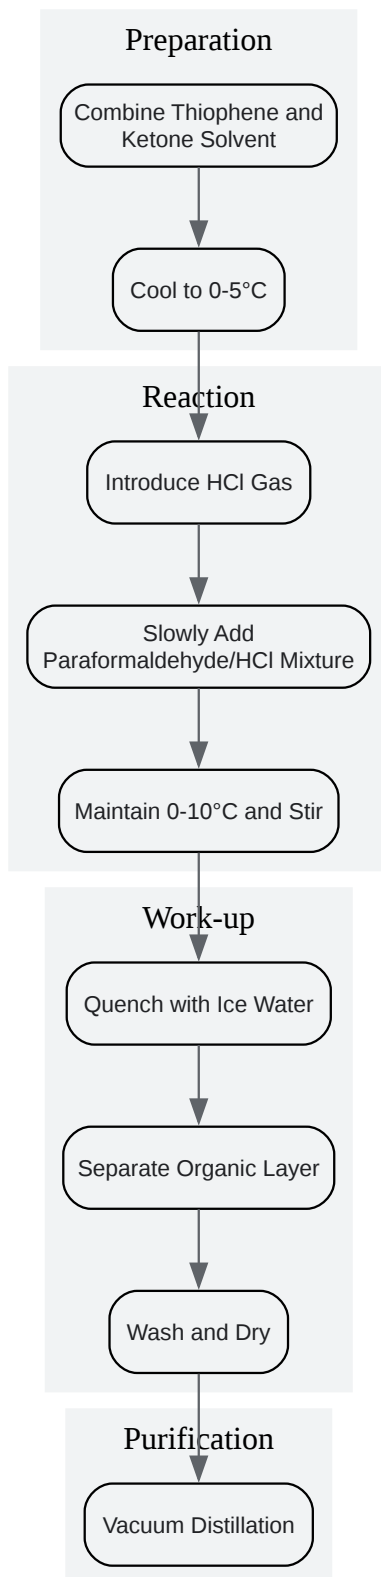 Preparation
Combine Thiophene and
Ketone Solvent
Cool to 0-5°C
Reaction
Introduce HCl Gas
Slowly Add
Paraformaldehyde/HCl Mixture
Maintain 0-10°C and Stir
Work-up
Quench with Ice Water
Separate Organic Layer
Wash and Dry
Purification
Vacuum Distillation